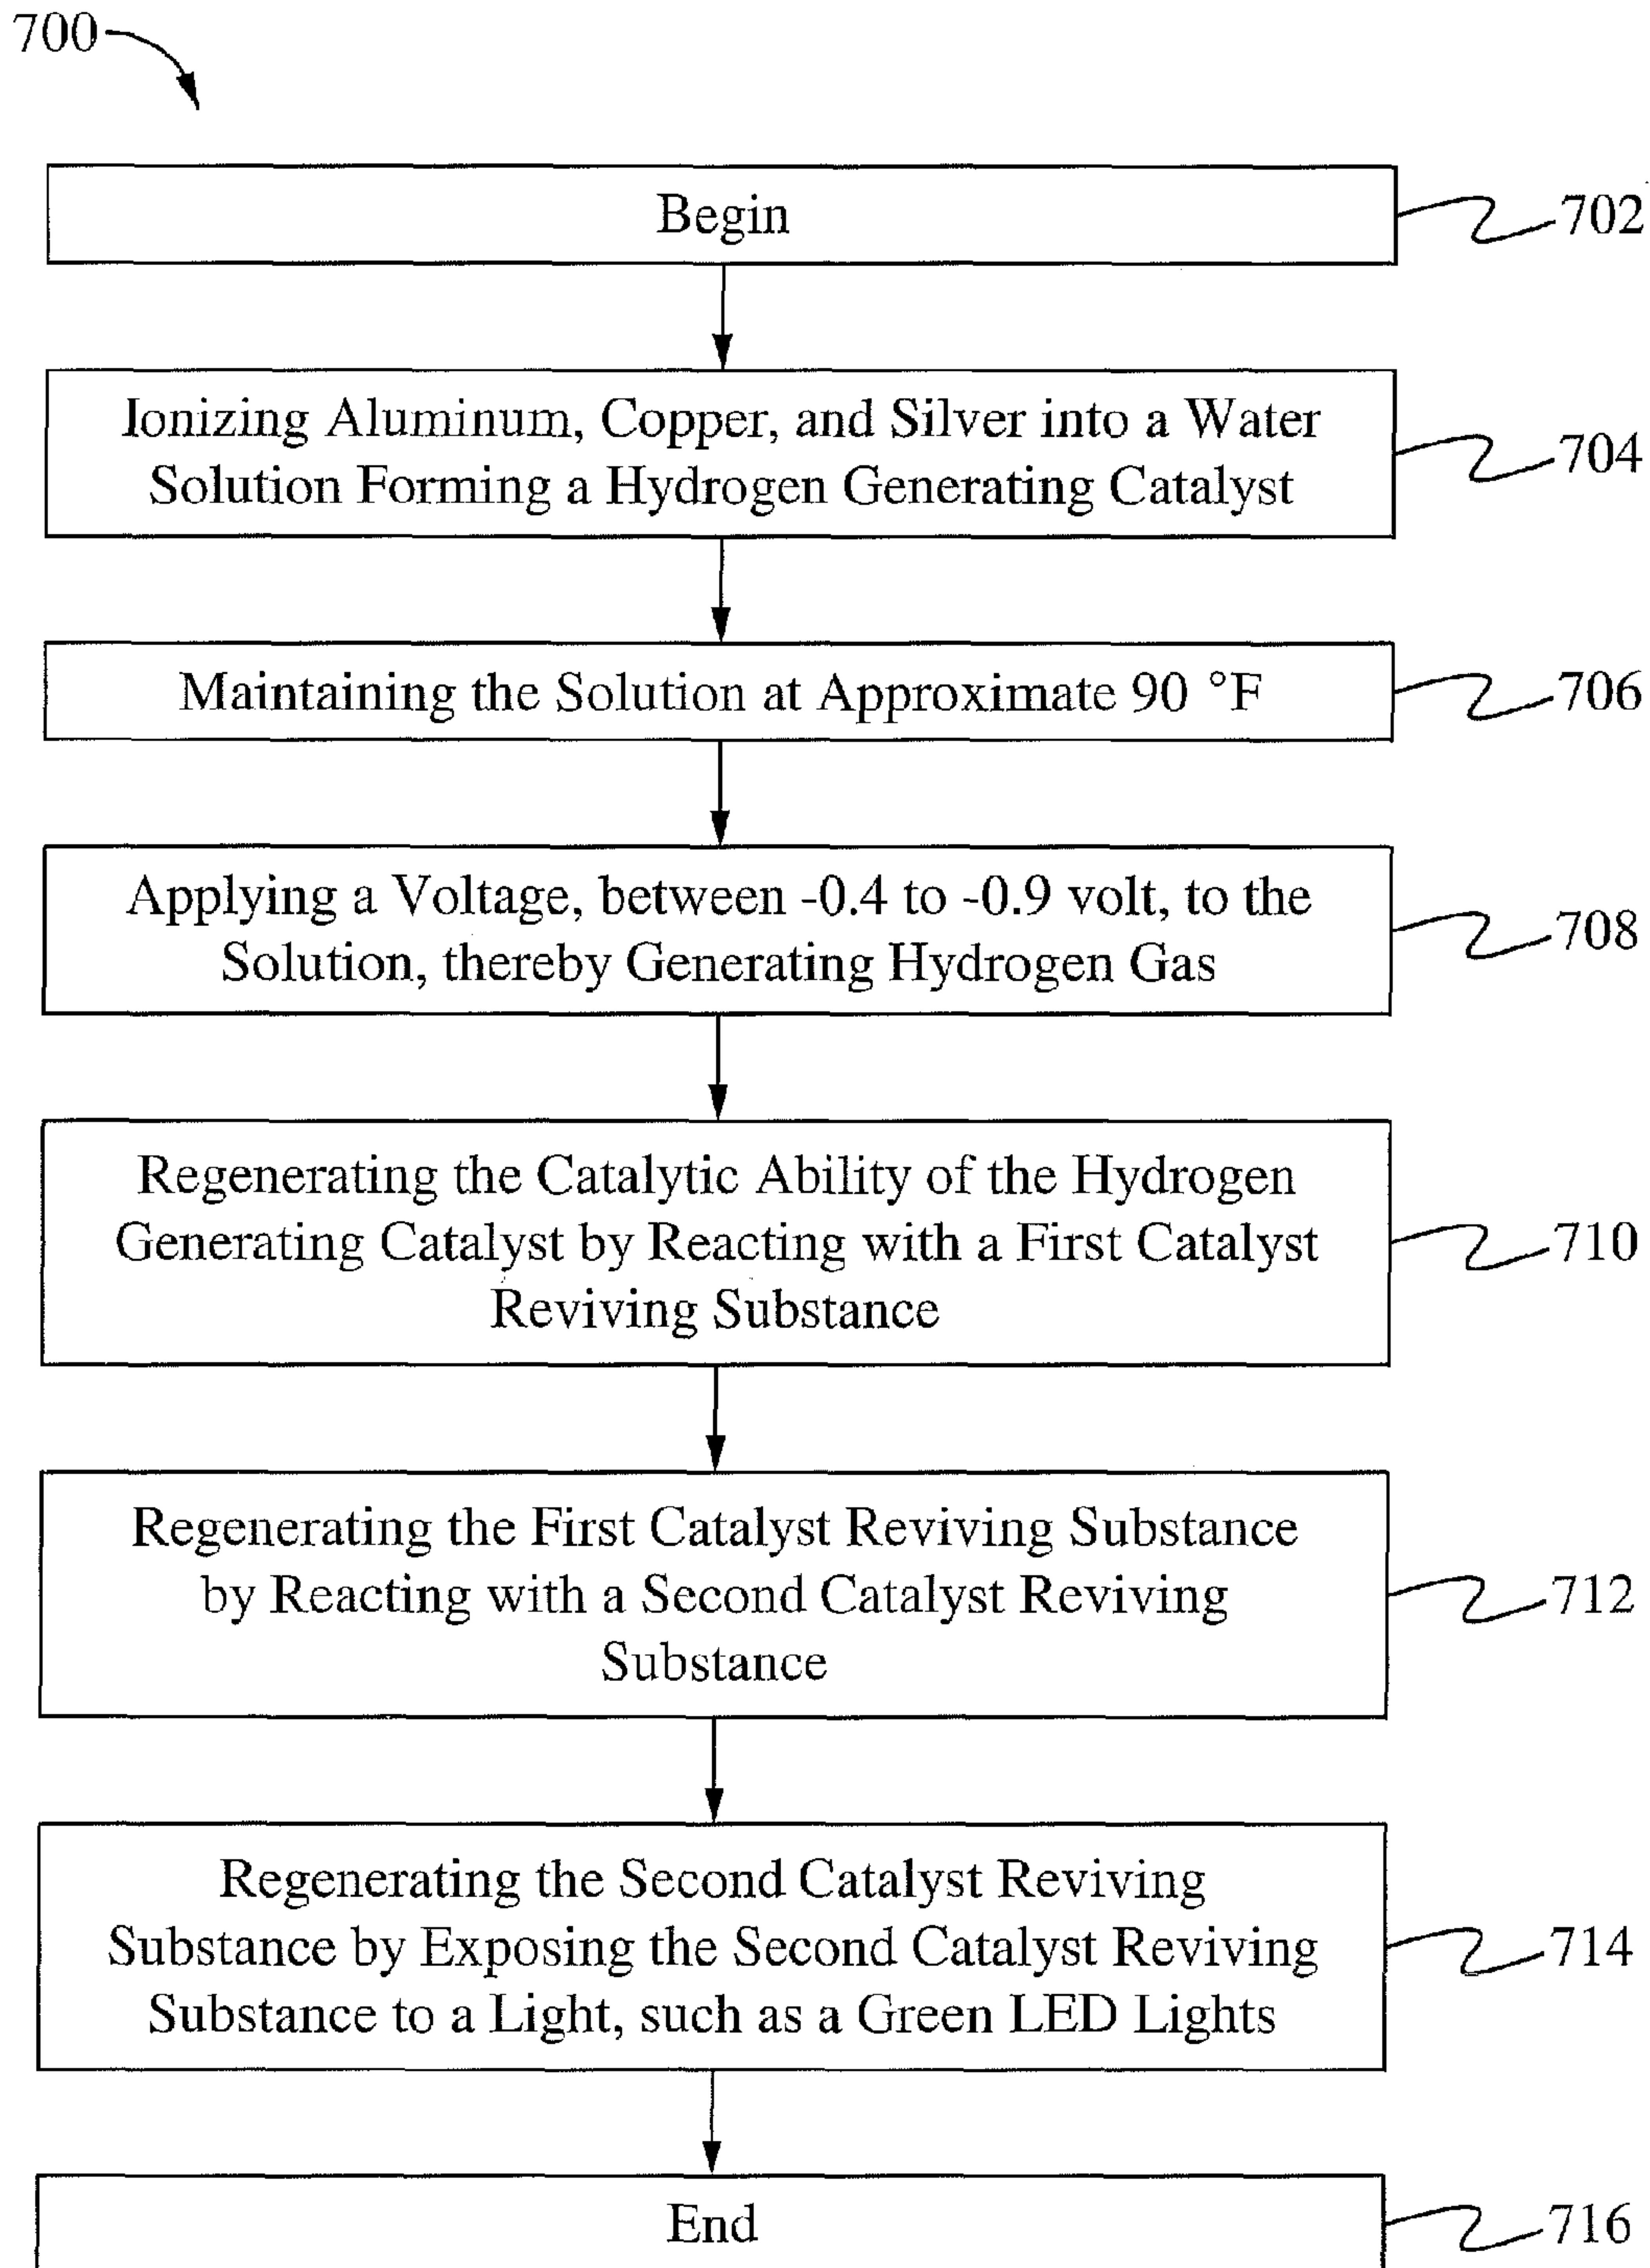 700
Begin
702
Ionizing Aluminum, Copper, and Silver into a Water
Solution Forming a Hydrogen Generating Catalyst
704
Maintaining the Solution at Approximate 90 °F
706
Applying a Voltage, between -0.4 to -0.9 volt, to the
Solution, thereby Generating Hydrogen Gas
708
Regenerating the Catalytic Ability of the Hydrogen
Generating Catalyst by Reacting with a First Catalyst
Reviving Substance
710
Regenerating the First Catalyst Reviving Substance
by Reacting with a Second Catalyst Reviving
Substance
712
Regenerating the Second Catalyst Reviving
Substance by Exposing the Second Catalyst Reviving
Substance to a Light, such as a Green LED Lights
714
End
716